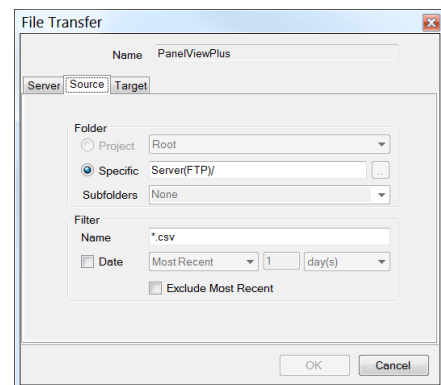 File Transfer
Name PanelViewPlus
Server Source Target
Folder
Project Root
Specific Server(FTP)/ ...
Subfolders None
Filter
Name *.csv
Date Most Recent 1 day(s)
Exclude Most Recent
OK Cancel